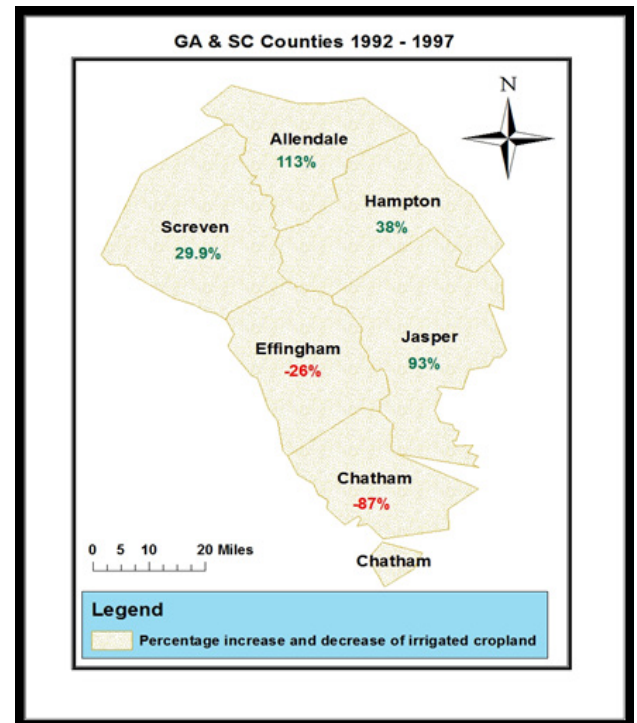 GA & SC Counties 1992 - 1997
N
Allendale
113%
Hampton
38%
Screven
29.9%
Jasper
93%
Effingham
-26%
Chatham
-87%
0 5 10 20 Miles
Chatham
Legend
Percentage increase and decrease of irrigated cropland